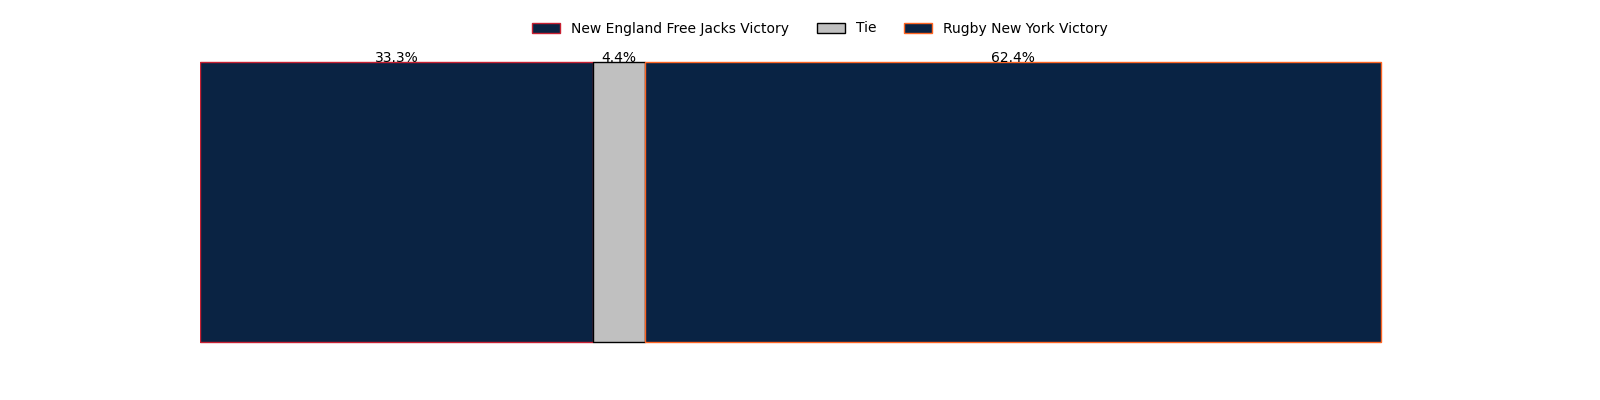 New England Free Jacks Victory Tie Rugby New York Victory
33.3% 4.4% 62.4%